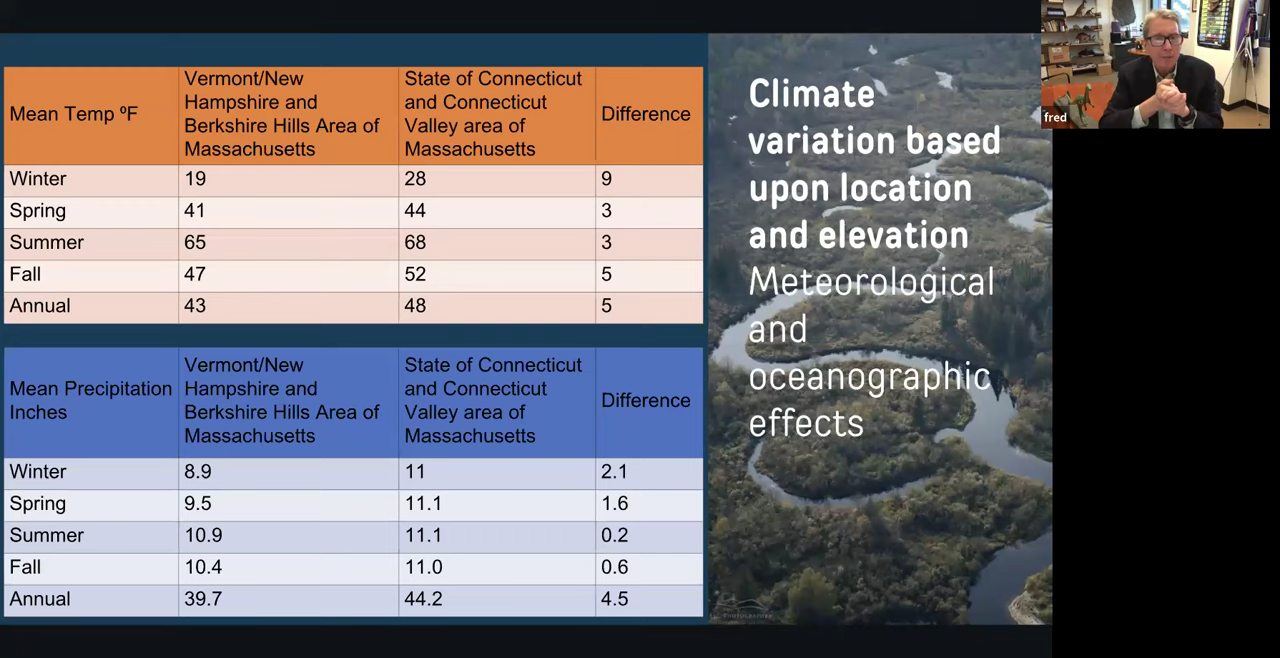 Mean Temp ºF
Vermont/New
Hampshire and
Berkshire Hills Area of
Massachusetts
State of Connecticut
and Connecticut
Valley area of
Massachusetts
Difference
Winter 19 28 9
Spring 41 44 3
Summer 65 68 3
Fall 47 52 5
Annual 43 48 5
Mean Precipitation
Inches
Vermont/New
Hampshire and
Berkshire Hills Area of
Massachusetts
State of Connecticut
and Connecticut
Valley area of
Massachusetts
Difference
Winter 8.9 11 2.1
Spring 9.5 11.1 1.6
Summer 10.9 11.1 0.2
Fall 10.4 11.0 0.6
Annual 39.7 44.2 4.5
Climate
variation based
upon location
and elevation
Meteorological
and
oceanographic
effects
fred